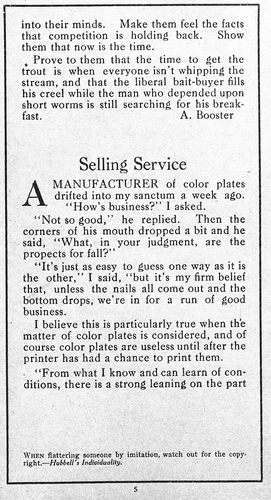 into their minds. Make them feel the facts
that competition is holding back. Show
them that now is the time.
Prove to them that the time to get the
trout is when everyone isn't whipping the
stream, and that the liberal bait-buyer fills
his creel while the man who depended upon
short worms is still searching for his break-
fast. A. Booster
Selling Service
A MANUFACTURER of color plates
drifted into my sanctum a week ago.
"How's business?" I asked.
"Not so good," he replied. Then the
corners of his mouth dropped a bit and he
said, "What, in your judgment, are the
propects for fall?"
"It's just as easy to guess one way as it is
the other," I said, "but it's my firm belief
that, unless the nails all come out and the
bottom drops, we're in for a run of good
business.
I believe this is particularly true when the
matter of color plates is considered, and of
course color plates are useless until after the
printer has had a chance to print them.
"From what I know and can learn of con-
ditions, there is a strong leaning on the part
WHEN flattering someone by imitation, watch out for the copy-
right.—Hubbell's Individuality.
5